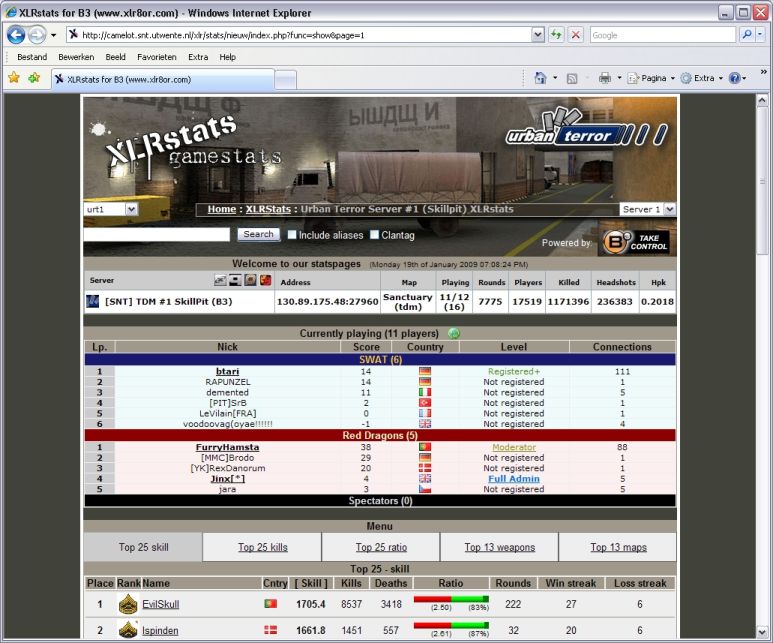 XLRstats for B3 (www.xlr8or.com) - Windows Internet Explorer
http://camelot.snt.utwente.nl/xlr/stats/nieuw/index.php?func=show&page=1
Google
Bestand Bewerken Beeld Favorieten Extra Help
XLRstats for B3 (www.xlr8or.com)
Pagina Extra
ВЫШДЩ И
XLRstats
gamestats
urban terror
urt1
Home : XLRStats : Urban Terror Server #1 (Skillpit) XLRstats
Server 1
Search Include aliases Clantag
Powered by: B3 TAKE CONTROL
Welcome to our statspages (Monday 19th of January 2009 07:08:24 PM)
Server Address Map Playing Rounds Players Killed Headshots Hpk
[SNT] TDM #1 SkillPit (B3) 130.89.175.48:27960 Sanctuary (tdm) 11/12 (16) 7775 17519 1171396 236383 0.2018
Currently playing (11 players)
Lp. Nick Score Country Level Connections
SWAT (6)
1 btari 14 Registered+ 111
2 RAPUNZEL 14 Not registered 1
3 demented 11 Not registered 5
4 [PIT]SrB 2 Not registered 1
5 LeVilain[FRA] 0 Not registered 1
6 voodoovag(oyae!!!!!! -1 Not registered 4
Red Dragons (5)
1 FurryHamsta 38 Moderator 88
2 [MMC]Brodo 29 Not registered 1
3 [YK]RexDanorum 20 Not registered 1
4 Jinx[*] 4 Full Admin 5
5 jara 3 Not registered 5
Spectators (0)
Menu
Top 25 skill Top 25 kills Top 25 ratio Top 13 weapons Top 13 maps
Top 25 - skill
Place Rank Name Cntry [ Skill ] Kills Deaths Ratio Rounds Win streak Loss streak
1 EvilSkull 1705.4 8537 3418 (2.50) (83%) 222 27 6
2 Ispinden 1661.8 1451 557 (2.61) (87%) 32 20 6